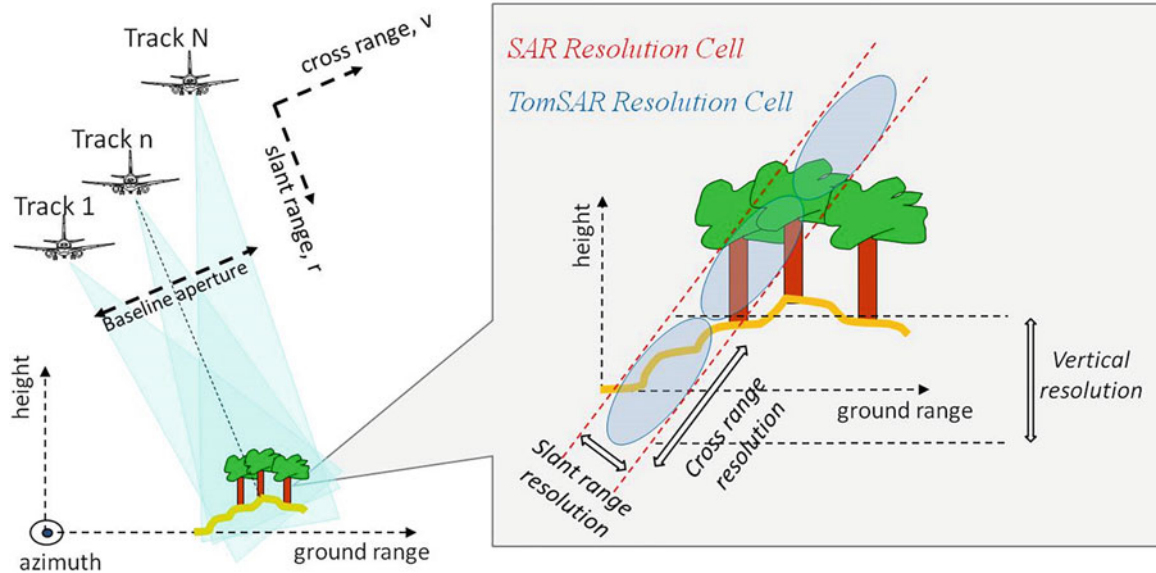 Track N
cross range, v
Track n
slant range, r
Track 1
Baseline aperture
height
azimuth
ground range
SAR Resolution Cell
TomSAR Resolution Cell
height
ground range
Vertical
resolution
Cross range
resolution
Slant range
resolution